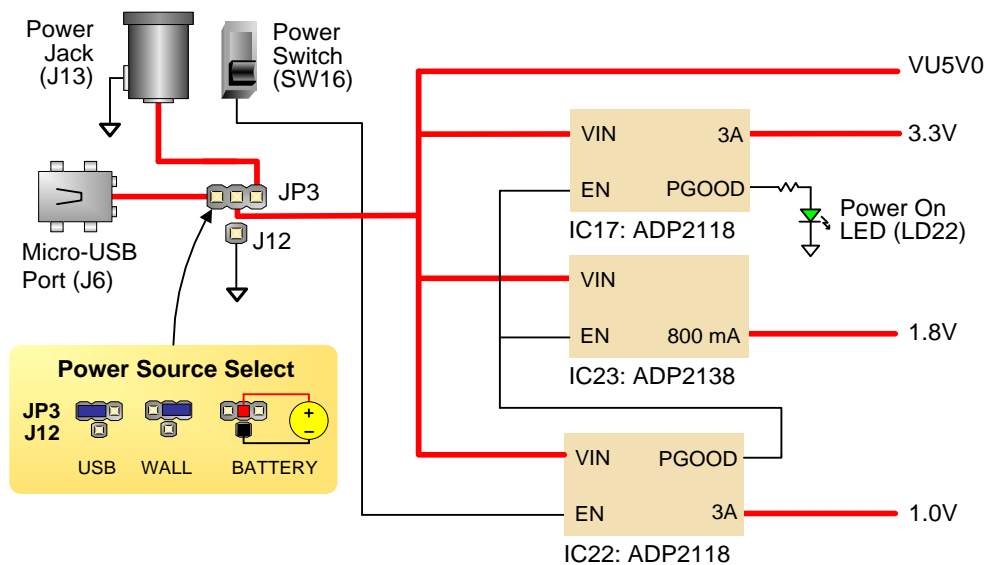 Power
Jack
(J13)
Power
Switch
(SW16)
VU5V0
VIN
3A
3.3V
EN
PGOOD
IC17: ADP2118
Power On
LED (LD22)
JP3
J12
Micro-USB
Port (J6)
VIN
EN
800 mA
1.8V
IC23: ADP2138
Power Source Select
JP3
J12
+
–
USB
WALL
BATTERY
VIN
PGOOD
EN
3A
1.0V
IC22: ADP2118